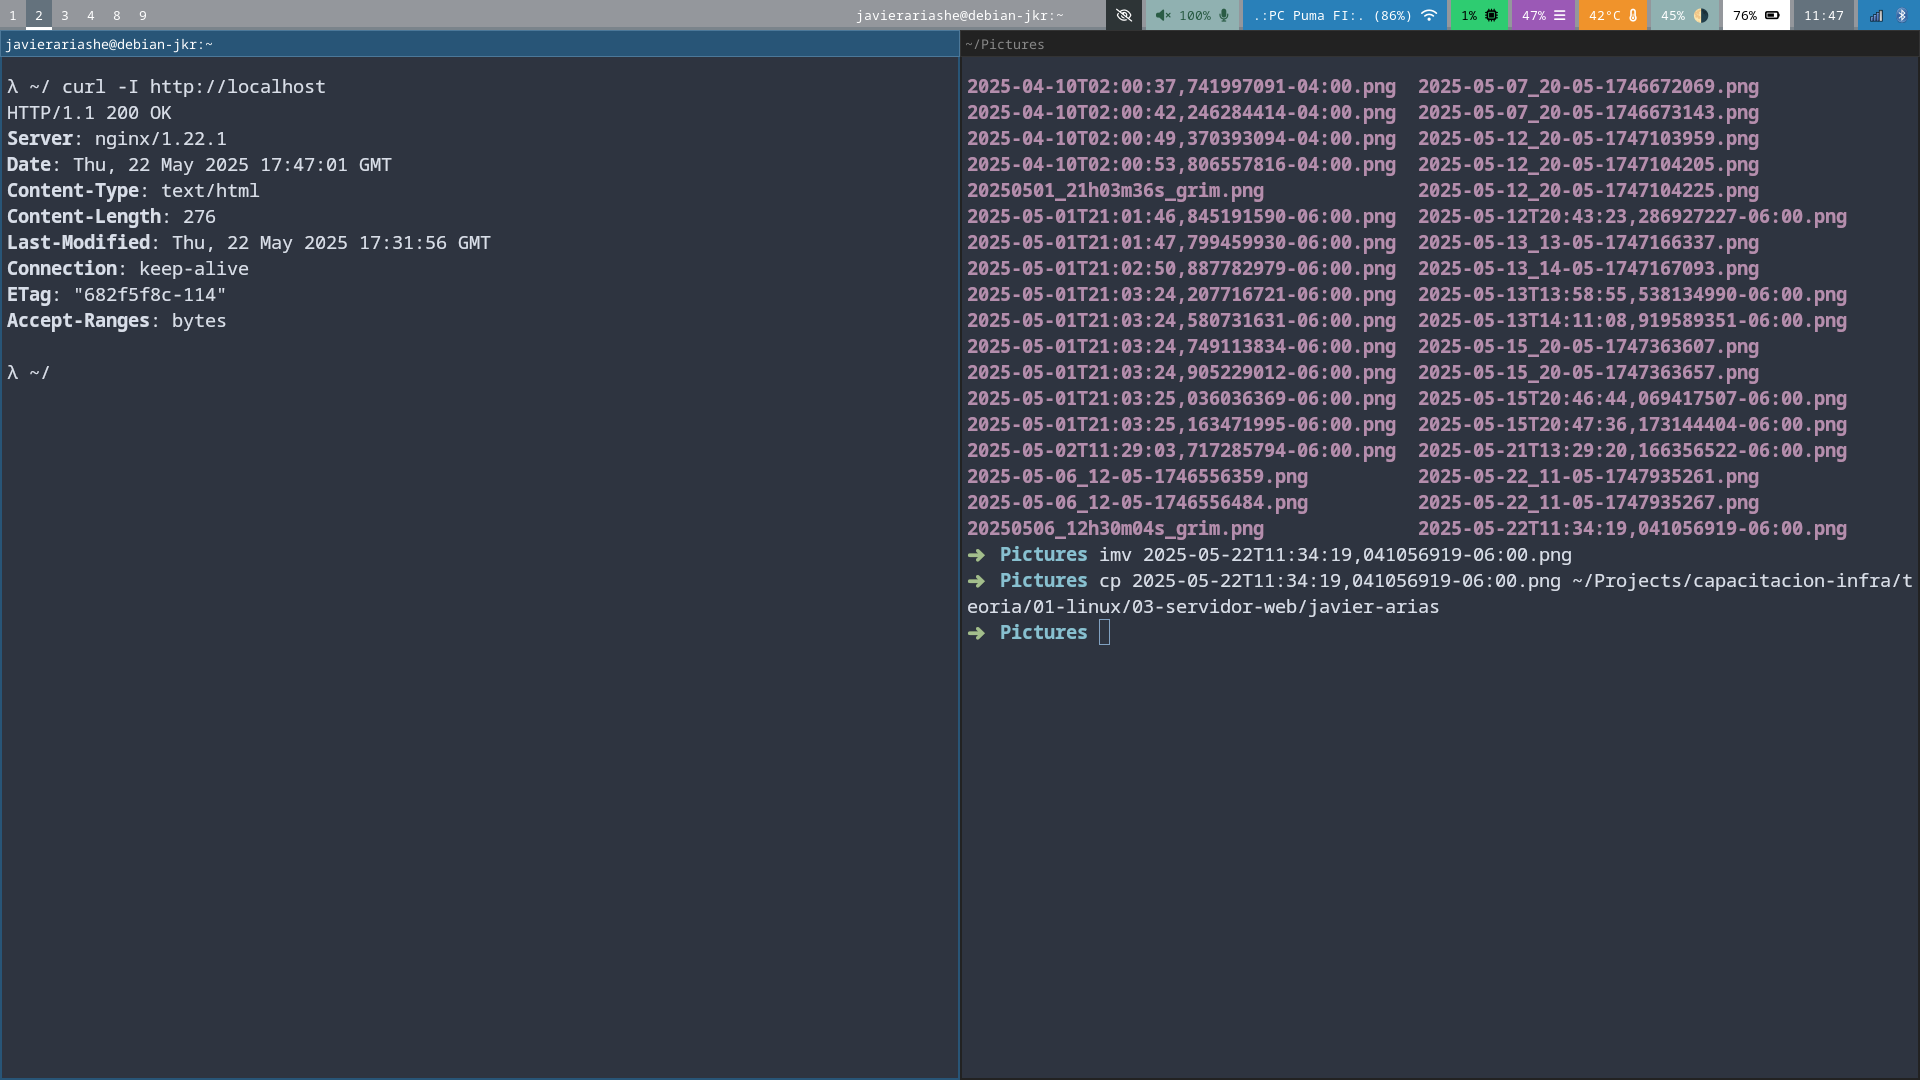 1 2 3 4 8 9 javierariashe@debian-jkr:~ 100% .:PC Puma FI:. (86%) 1% 47% 42°C 45% 76% 11:47
javierariashe@debian-jkr:~
λ ~/ curl -I http://localhost
HTTP/1.1 200 OK
Server: nginx/1.22.1
Date: Thu, 22 May 2025 17:47:01 GMT
Content-Type: text/html
Content-Length: 276
Last-Modified: Thu, 22 May 2025 17:31:56 GMT
Connection: keep-alive
ETag: "682f5f8c-114"
Accept-Ranges: bytes
λ ~/
~/Pictures
2025-04-10T02:00:37,741997091-04:00.png 2025-05-07_20-05-1746672069.png
2025-04-10T02:00:42,246284414-04:00.png 2025-05-07_20-05-1746673143.png
2025-04-10T02:00:49,370393094-04:00.png 2025-05-12_20-05-1747103959.png
2025-04-10T02:00:53,806557816-04:00.png 2025-05-12_20-05-1747104205.png
20250501_21h03m36s_grim.png 2025-05-12_20-05-1747104225.png
2025-05-01T21:01:46,845191590-06:00.png 2025-05-12T20:43:23,286927227-06:00.png
2025-05-01T21:01:47,799459930-06:00.png 2025-05-13_13-05-1747166337.png
2025-05-01T21:02:50,887782979-06:00.png 2025-05-13_14-05-1747167093.png
2025-05-01T21:03:24,207716721-06:00.png 2025-05-13T13:58:55,538134990-06:00.png
2025-05-01T21:03:24,580731631-06:00.png 2025-05-13T14:11:08,919589351-06:00.png
2025-05-01T21:03:24,749113834-06:00.png 2025-05-15_20-05-1747363607.png
2025-05-01T21:03:24,905229012-06:00.png 2025-05-15_20-05-1747363657.png
2025-05-01T21:03:25,036036369-06:00.png 2025-05-15T20:46:44,069417507-06:00.png
2025-05-01T21:03:25,163471995-06:00.png 2025-05-15T20:47:36,173144404-06:00.png
2025-05-02T11:29:03,717285794-06:00.png 2025-05-21T13:29:20,166356522-06:00.png
2025-05-06_12-05-1746556359.png 2025-05-22_11-05-1747935261.png
2025-05-06_12-05-1746556484.png 2025-05-22_11-05-1747935267.png
20250506_12h30m04s_grim.png 2025-05-22T11:34:19,041056919-06:00.png
➜ Pictures imv 2025-05-22T11:34:19,041056919-06:00.png
➜ Pictures cp 2025-05-22T11:34:19,041056919-06:00.png ~/Projects/capacitacion-infra/t
eoria/01-linux/03-servidor-web/javier-arias
➜ Pictures